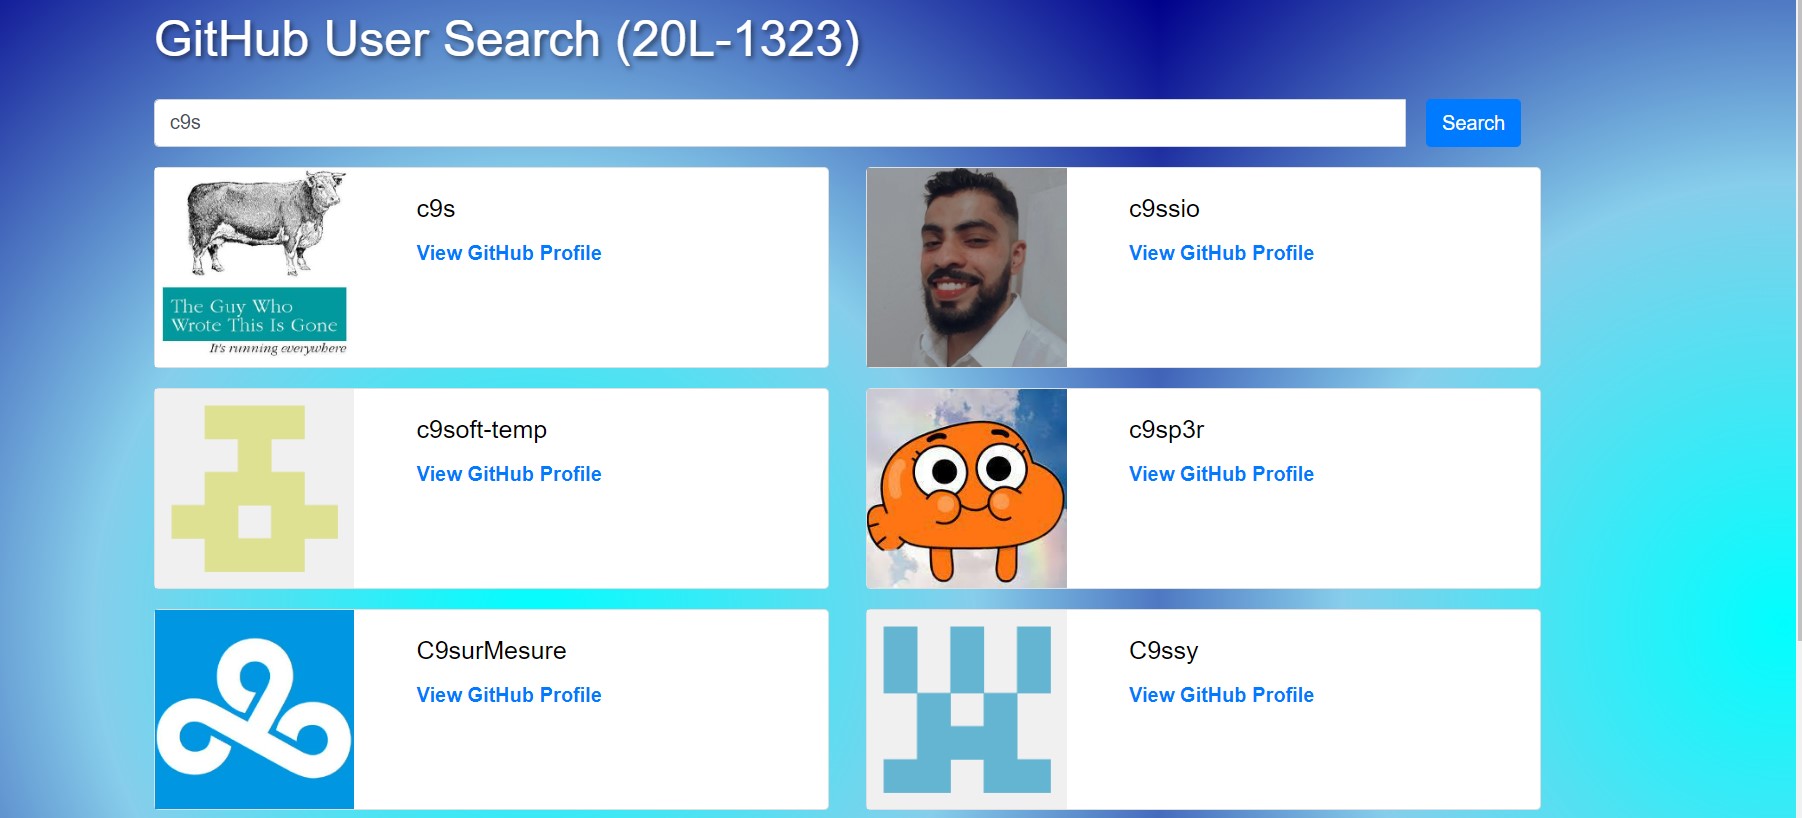 GitHub User Search (20L-1323)
c9s
Search
c9s
View GitHub Profile
The Guy Who
Wrote This Is Gone
It's running everywhere
c9ssio
View GitHub Profile
c9soft-temp
View GitHub Profile
c9sp3r
View GitHub Profile
C9surMesure
View GitHub Profile
C9ssy
View GitHub Profile